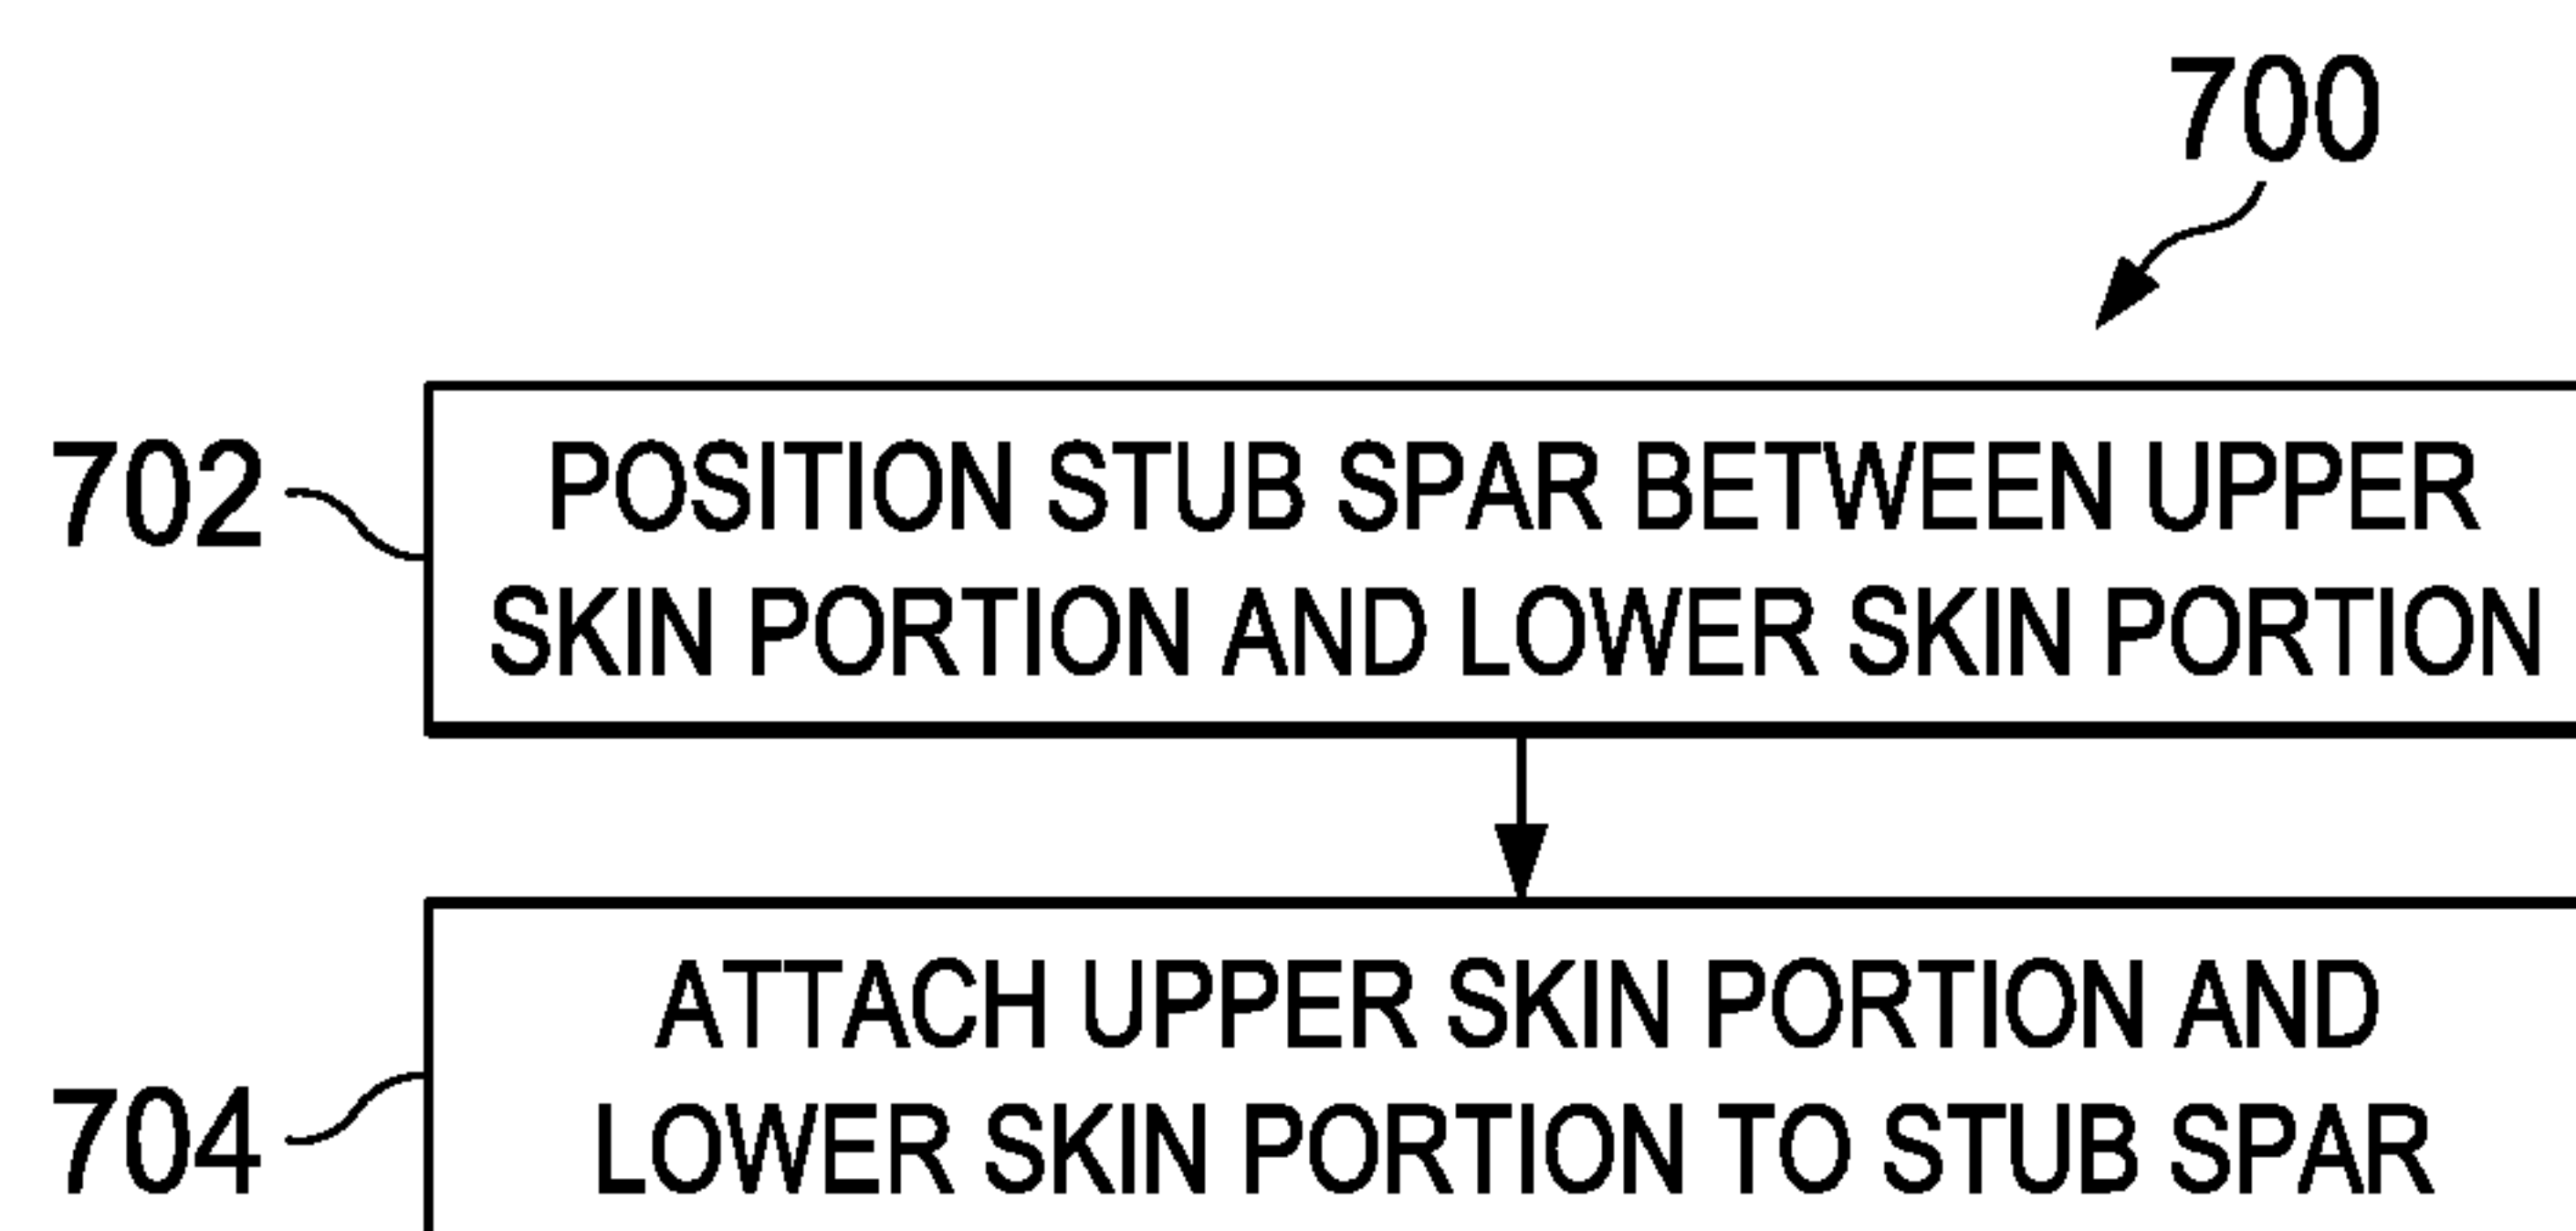 700
702
POSITION STUB SPAR BETWEEN UPPER
SKIN PORTION AND LOWER SKIN PORTION
704
ATTACH UPPER SKIN PORTION AND
LOWER SKIN PORTION TO STUB SPAR